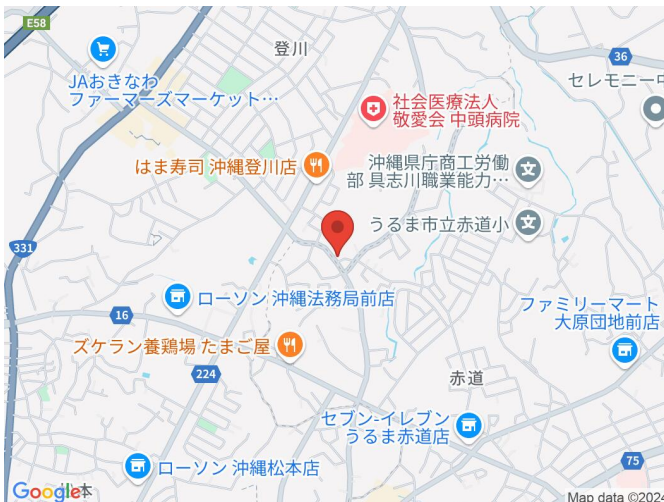 E58
登川
36
JAおきなわ
ファーマーズマーケット…
社会医療法人
敬愛会 中頭病院
セレモニー中
はま寿司 沖縄登川店
沖縄県庁商工労働
部 具志川職業能力…
文
うるま市立赤道小
文
331
ローソン 沖縄法務局前店
16
ファミリーマート
大原団地前店
ズケラン養鶏場 たまご屋
224
赤道
セブン-イレブン
うるま赤道店
75
ローソン 沖縄松本店
Google
本
Map data ©2024